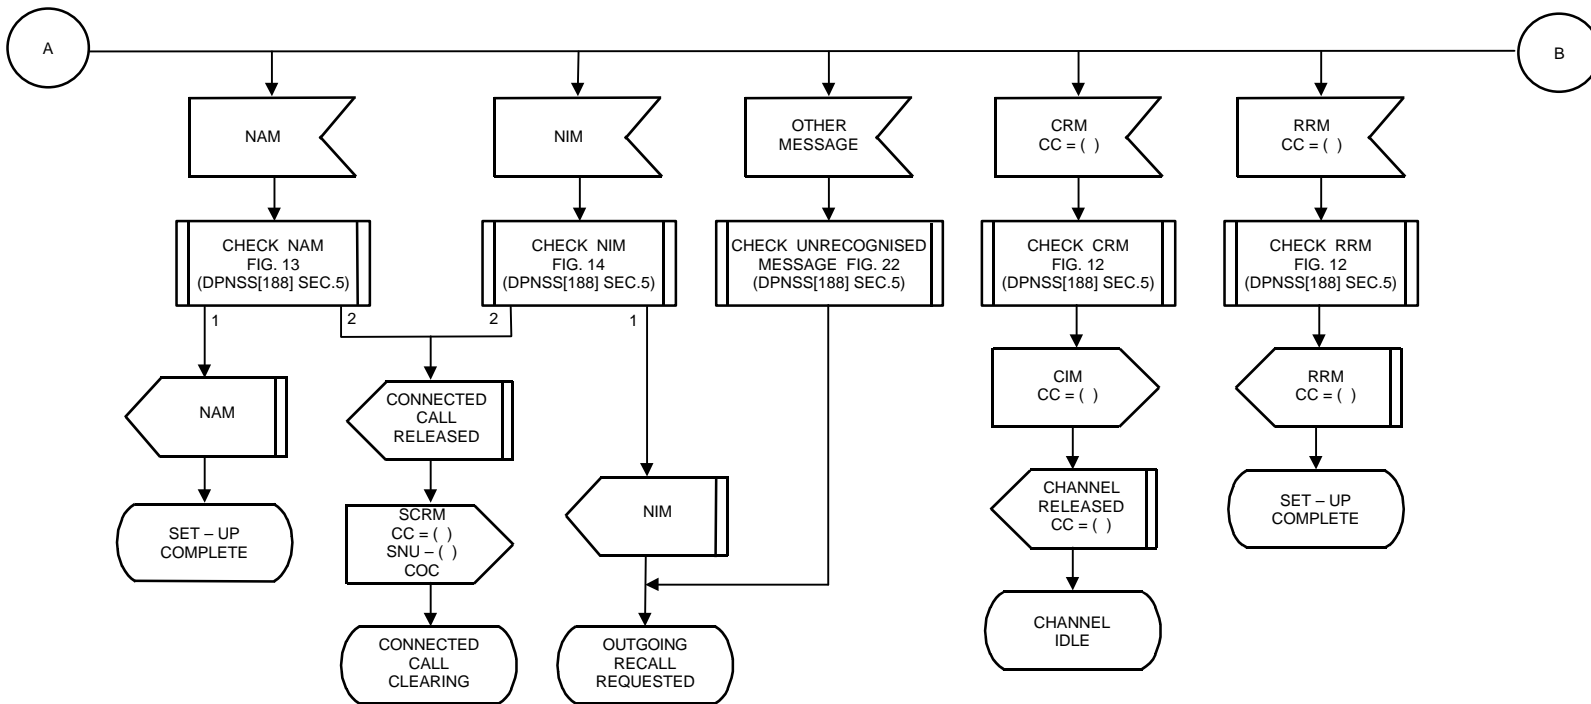 A
B
NAM
NIM
OTHER
MESSAGE
CRM
CC = ( )
RRM
CC = ( )
CHECK NAM
FIG. 13
(DPNSS[188] SEC.5)
CHECK NIM
FIG. 14
(DPNSS[188] SEC.5)
CHECK UNRECOGNISED
MESSAGE FIG. 22
(DPNSS[188] SEC.5)
CHECK CRM
FIG. 12
(DPNSS[188] SEC.5)
CHECK RRM
FIG. 12
(DPNSS[188] SEC.5)
1
2
2
1
NAM
CONNECTED
CALL
RELEASED
CIM
CC = ( )
RRM
CC = ( )
SET – UP
COMPLETE
SCRM
CC = ( )
SNU – ( )
COC
NIM
CHANNEL
RELEASED
CC = ( )
SET – UP
COMPLETE
CONNECTED
CALL
CLEARING
OUTGOING
RECALL
REQUESTED
CHANNEL
IDLE